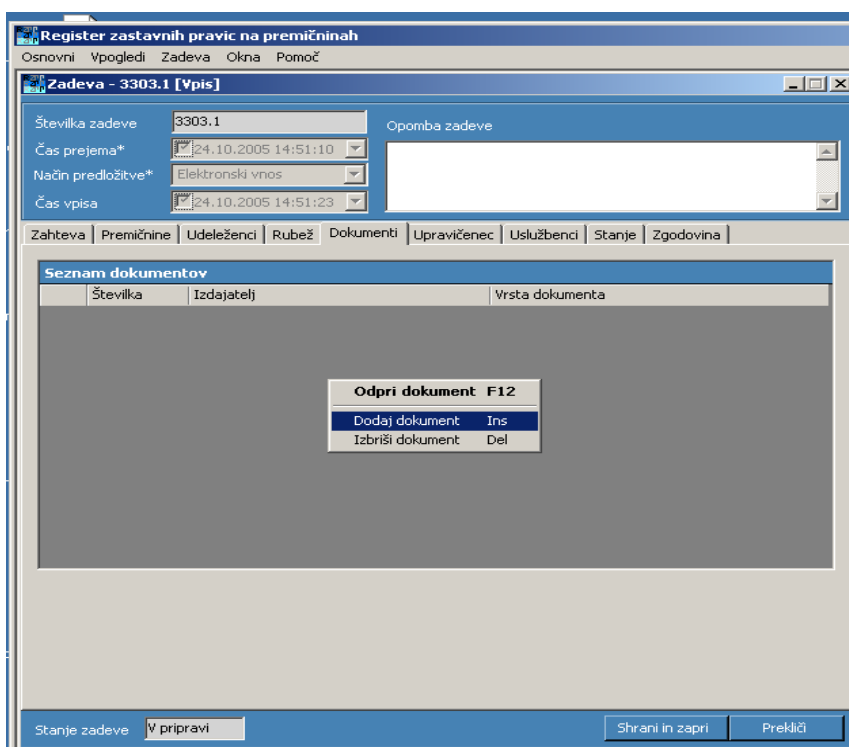 Register zastavnih pravic na premičninah
Osnovni Vpogledi Zadeva Okna Pomoč
Zadeva - 3303.1 [Vpis]
Številka zadeve 3303.1 Opomba zadeve
Čas prejema* 24.10.2005 14:51:10
Način predložitve* Elektronski vnos
Čas vpisa 24.10.2005 14:51:23
Zahteva Premičnine Udeleženci Rubež Dokumenti Upravičenec Uslužbenci Stanje Zgodovina
Seznam dokumentov
Številka Izdajatelj Vrsta dokumenta
Odpri dokument F12
Dodaj dokument Ins
Izbriši dokument Del
Stanje zadeve V pripravi Shrani in zapri Prekliči